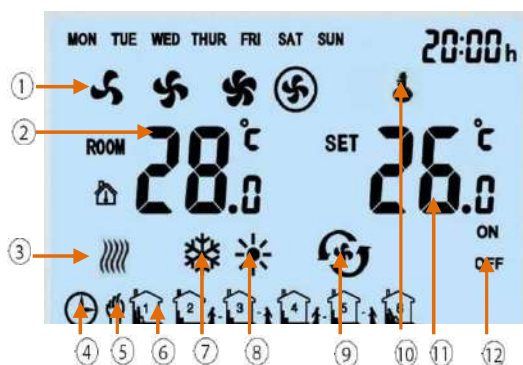 MON TUE WED THUR FRI SAT SUN 20:00h
①
② ROOM 28.0 °C SET 26.0 °C
③ ON
OFF
1 2 3 4 5 6
④ ⑤ ⑥ ⑦ ⑧ ⑨ ⑩ ⑪ ⑫